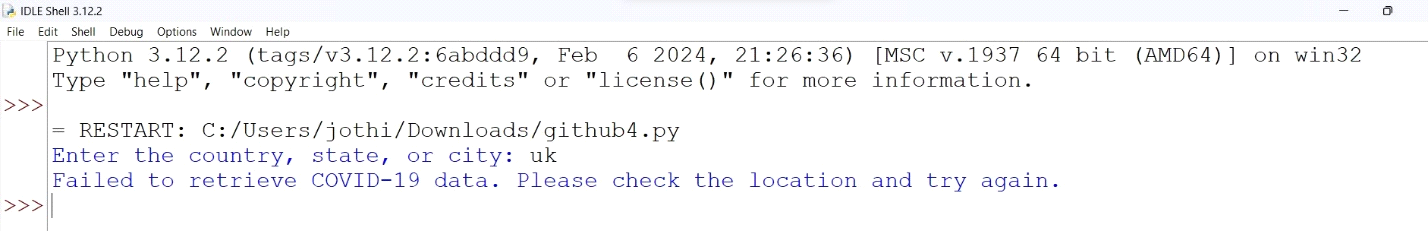 IDLE Shell 3.12.2
File Edit Shell Debug Options Window Help
Python 3.12.2 (tags/v3.12.2:6abddd9, Feb  6 2024, 21:26:36) [MSC v.1937 64 bit (AMD64)] on win32
Type "help", "copyright", "credits" or "license()" for more information.
>>>
= RESTART: C:/Users/jothi/Downloads/github4.py
Enter the country, state, or city: uk
Failed to retrieve COVID-19 data. Please check the location and try again.
>>>